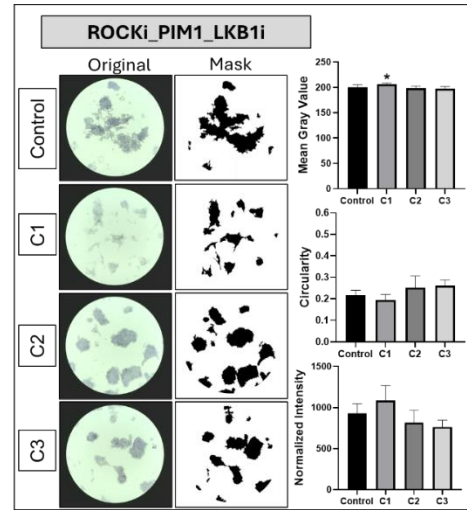 ROCKi_PIM1_LKB1i
Original Mask
Control
C1
C2
C3
Mean Gray Value
250
200
150
100
50
0
*
Control C1 C2 C3
Circularity
0.6
0.5
0.4
0.3
0.2
0.1
0.0
Control C1 C2 C3
Normalized Intensity
1500
1000
500
0
Control C1 C2 C3